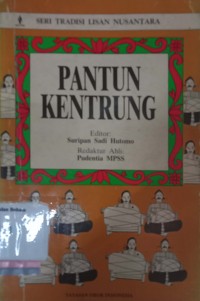 SERI TRADISI LISAN NUSANTARA
PANTUN
KENTRUNG
Editor:
Suripan Sadi Hutomo
Redaktur Ahli:
Pudentia MPSS